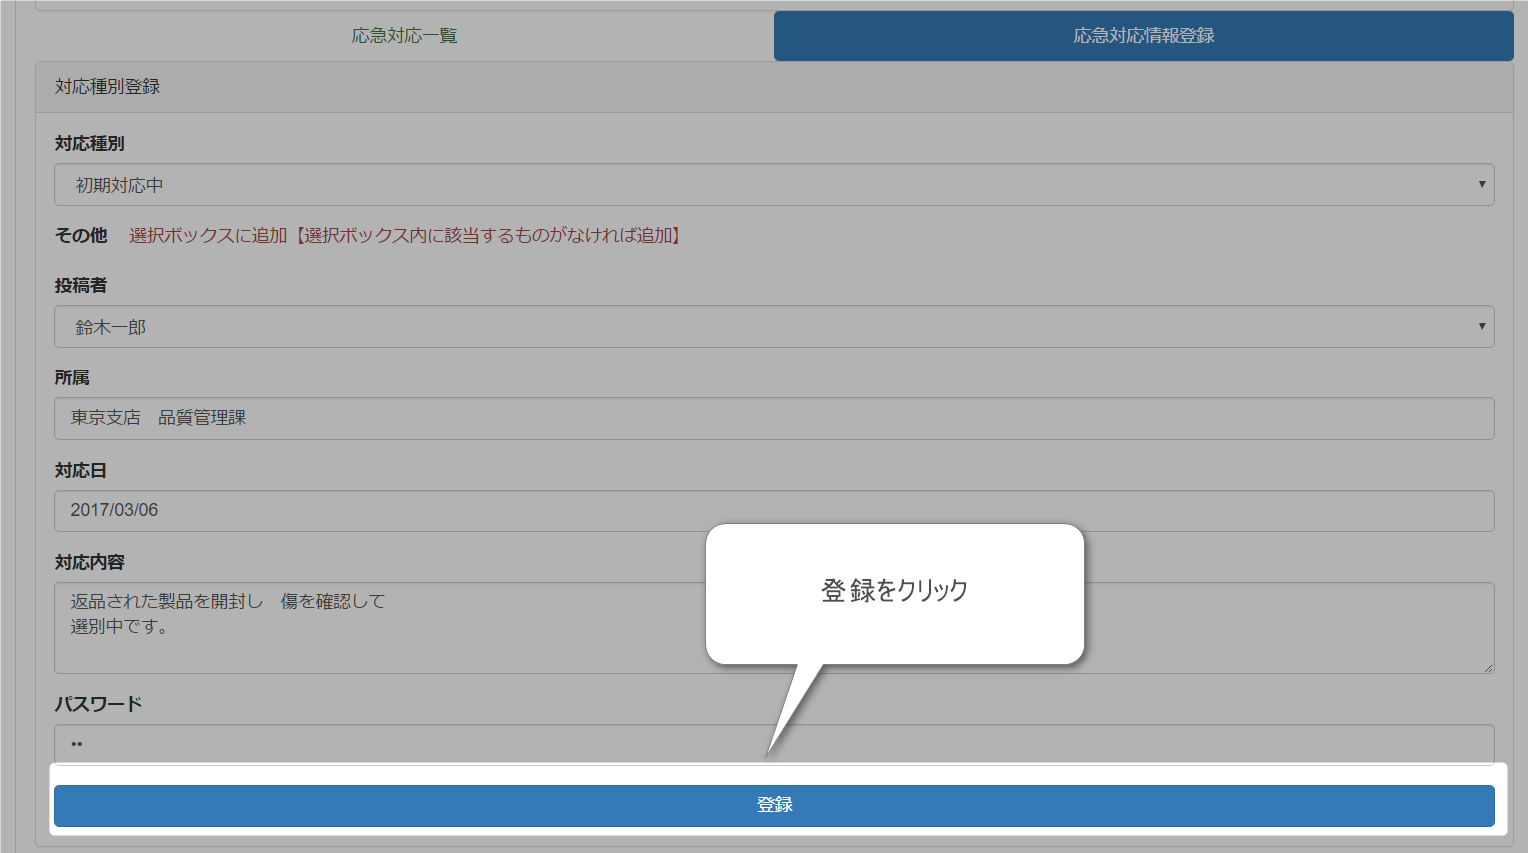 応急対応一覧
応急対応情報登録
対応種別登録
対応種別
初期対応中
その他　選択ボックスに追加【選択ボックス内に該当するものがなければ追加】
投稿者
鈴木一郎
所属
東京支店　品質管理課
対応日
2017/03/06
対応内容
返品された製品を開封し　傷を確認して
選別中です。
登録をクリック
パスワード
••
登録